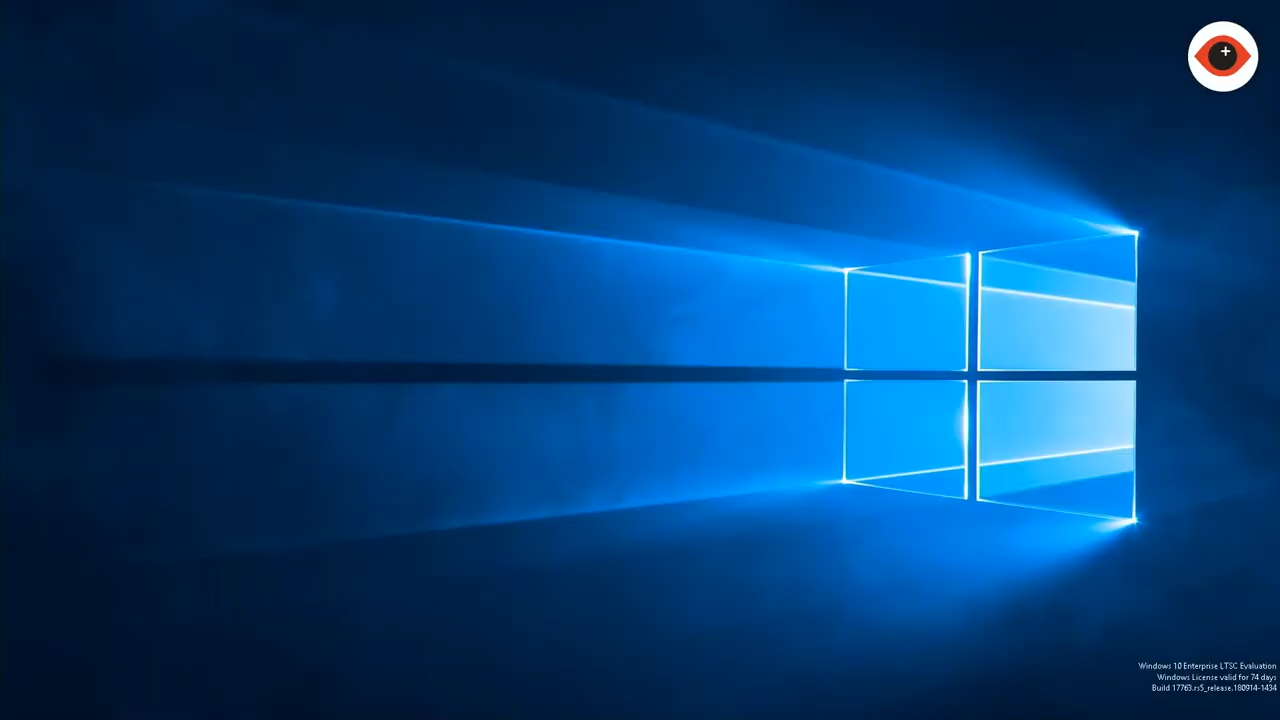 Windows 10 Enterprise LTSC Evaluation
Windows License valid for 74 days
Build 17763.rs5_release.180914-1434